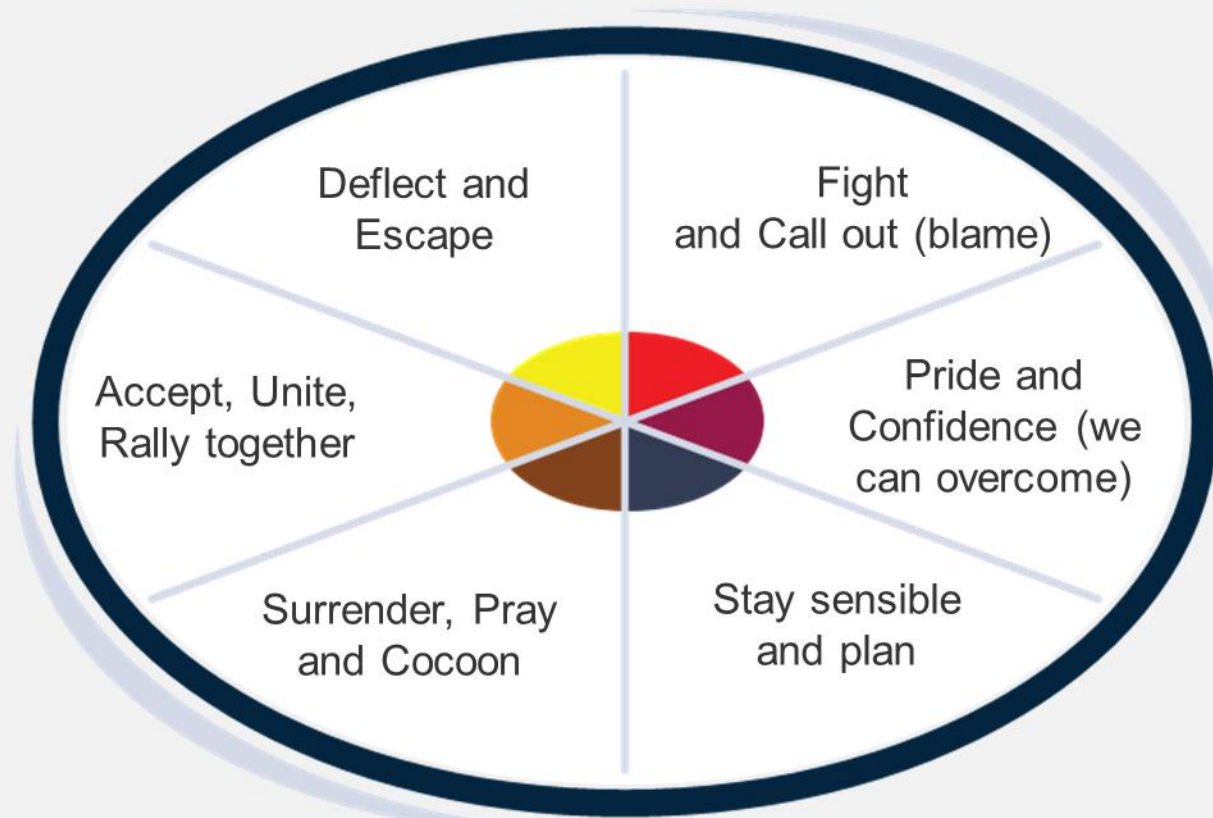 Deflect and
Escape
Fight
and Call out (blame)
Accept, Unite,
Rally together
Pride and
Confidence (we
can overcome)
Surrender, Pray
and Cocoon
Stay sensible
and plan